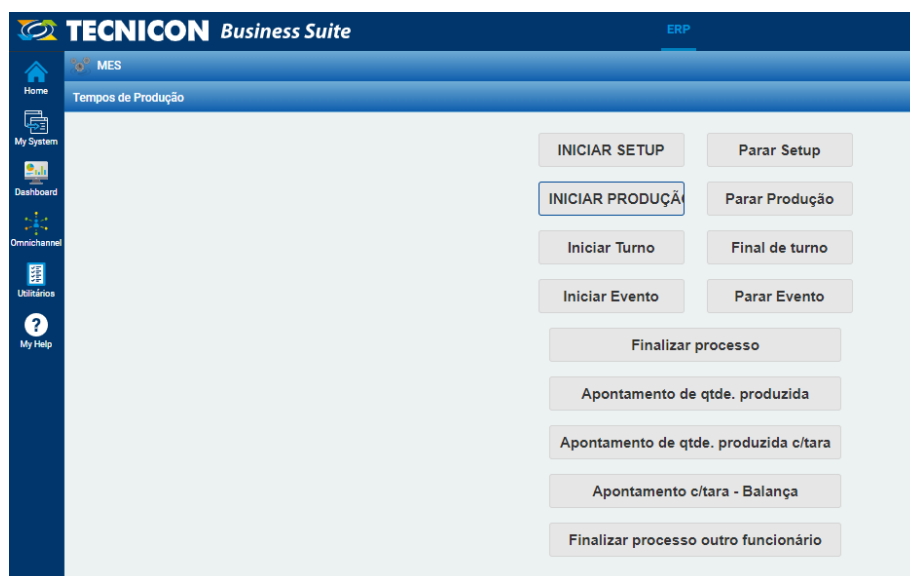 TECNICON Business Suite
ERP
MES
Tempos de Produção
Home
My System
Dashboard
Omnichannel
Utilitários
My Help
INICIAR SETUP
Parar Setup
INICIAR PRODUÇÃ
Parar Produção
Iniciar Turno
Final de turno
Iniciar Evento
Parar Evento
Finalizar processo
Apontamento de qtde. produzida
Apontamento de qtde. produzida c/tara
Apontamento c/tara - Balança
Finalizar processo outro funcionário